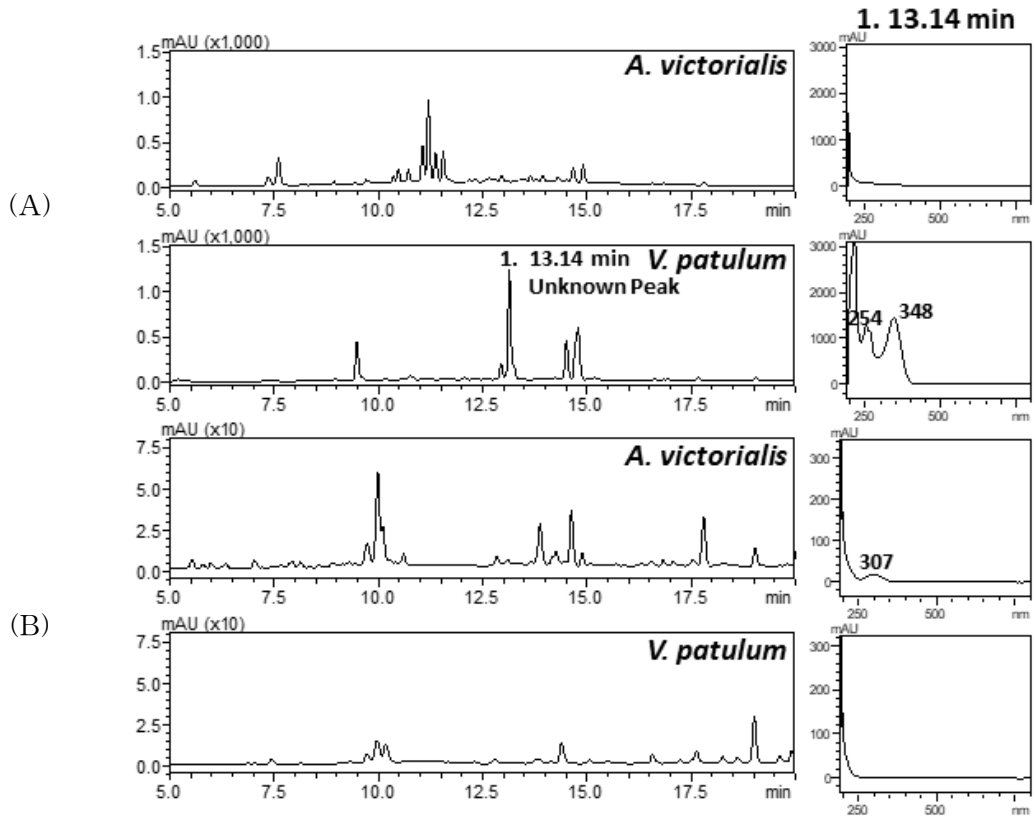 1. 13.14 min
(A)
mAU (x1,000)
A. victorialis
1.5
1.0
0.5
0.0
5.0 7.5 10.0 12.5 15.0 17.5 min
mAU
3000
2000
1000
0
250 500 nm
mAU (x1,000)
1. 13.14 min
Unknown Peak
V. patulum
1.5
1.0
0.5
0.0
5.0 7.5 10.0 12.5 15.0 17.5 min
mAU
3000
2000
1000
0
254 348
250 500 nm
(B)
mAU (x10)
A. victorialis
7.5
5.0
2.5
0.0
5.0 7.5 10.0 12.5 15.0 17.5 min
mAU
300
200
100
0
307
250 500 nm
mAU (x10)
V. patulum
7.5
5.0
2.5
0.0
5.0 7.5 10.0 12.5 15.0 17.5 min
mAU
300
200
100
0
250 500 nm